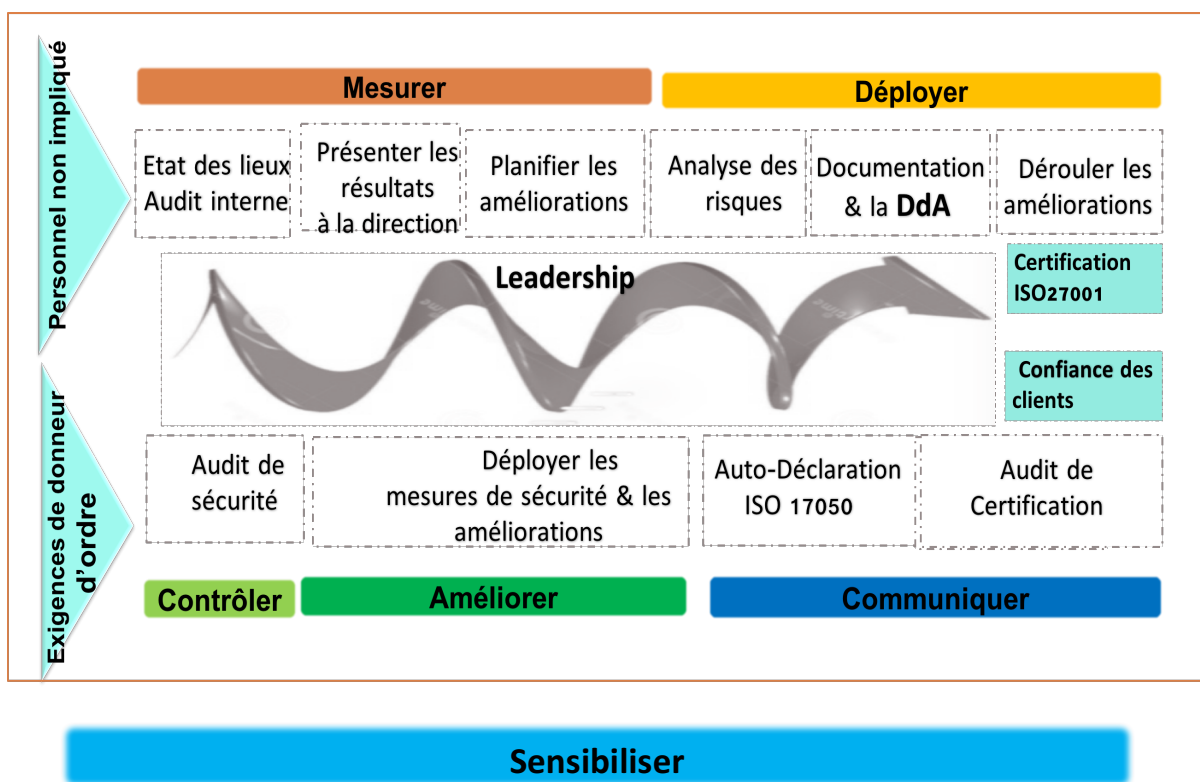 Personnel non impliqué
Mesurer
Déployer
Etat des lieux
Audit interne
Présenter les
résultats
à la direction
Planifier les
améliorations
Analyse des
risques
Documentation
& la DdA
Dérouler les
améliorations
Leadership
Certification
ISO27001
Confiance des
clients
Exigences de donneur
d'ordre
Audit de
sécurité
Déployer les
mesures de sécurité & les
améliorations
Auto-Déclaration
ISO 17050
Audit de
Certification
Contrôler
Améliorer
Communiquer
Sensibiliser